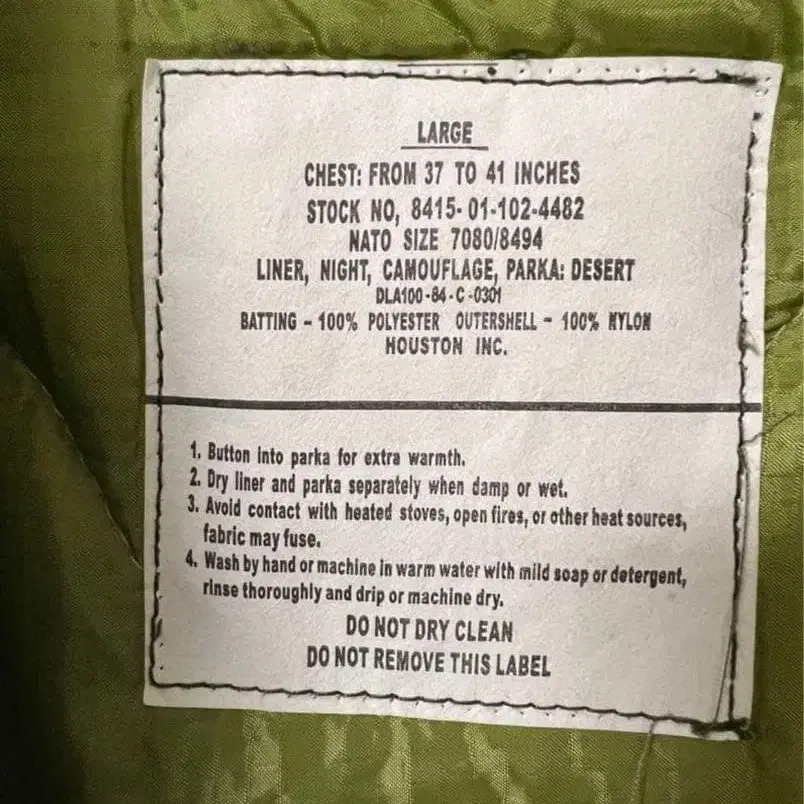 LARGE
CHEST: FROM 37 TO 41 INCHES
STOCK NO, 8415-01-102-4482
NATO SIZE 7080/8494
LINER, NIGHT, CAMOUFLAGE, PARKA: DESERT
DLA100-84-C-0301
BATTING - 100% POLYESTER OUTERSHELL - 100% NYLON
HOUSTON INC.
1. Button into parka for extra warmth.
2. Dry liner and parka separately when damp or wet.
3. Avoid contact with heated stoves, open fires, or other heat sources,
fabric may fuse.
4. Wash by hand or machine in warm water with mild soap or detergent,
rinse thoroughly and drip or machine dry.
DO NOT DRY CLEAN
DO NOT REMOVE THIS LABEL